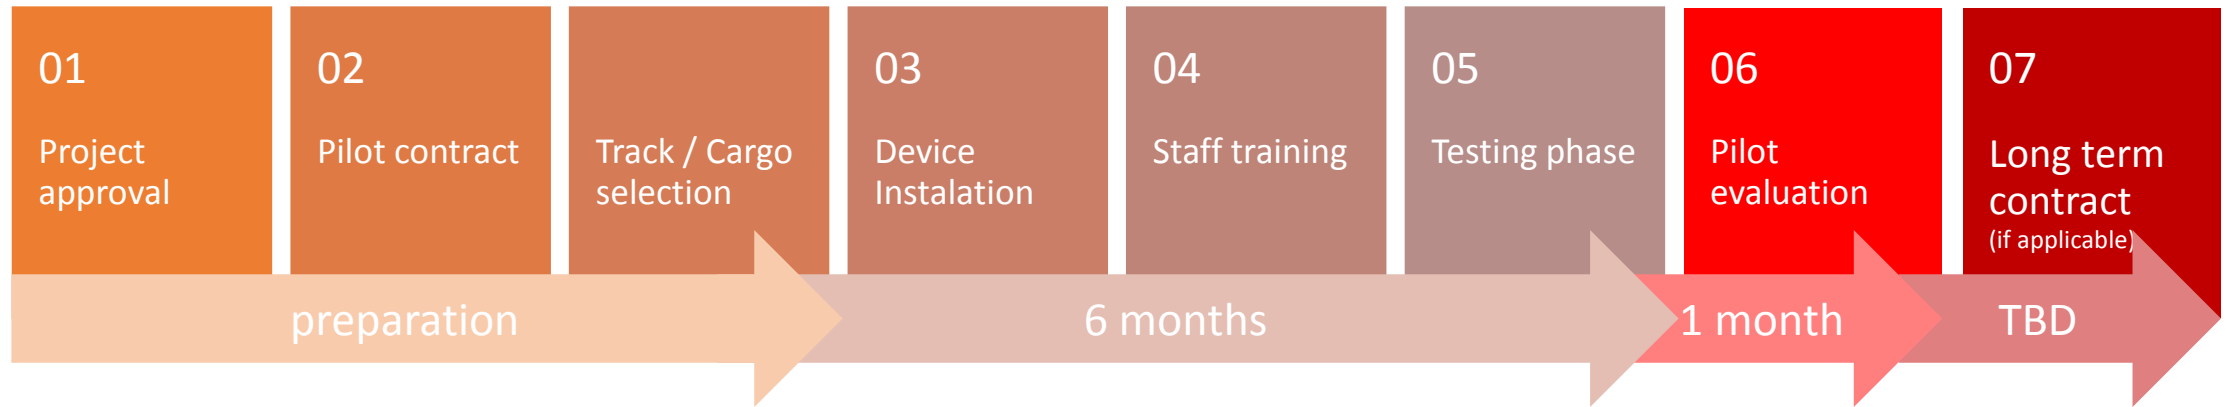 01
Project
approval
02
Pilot contract
Track / Cargo
selection
03
Device
Instalation
04
Staff training
05
Testing phase
06
Pilot
evaluation
07
Long term
contract
(if applicable)
preparation
6 months
1 month
TBD